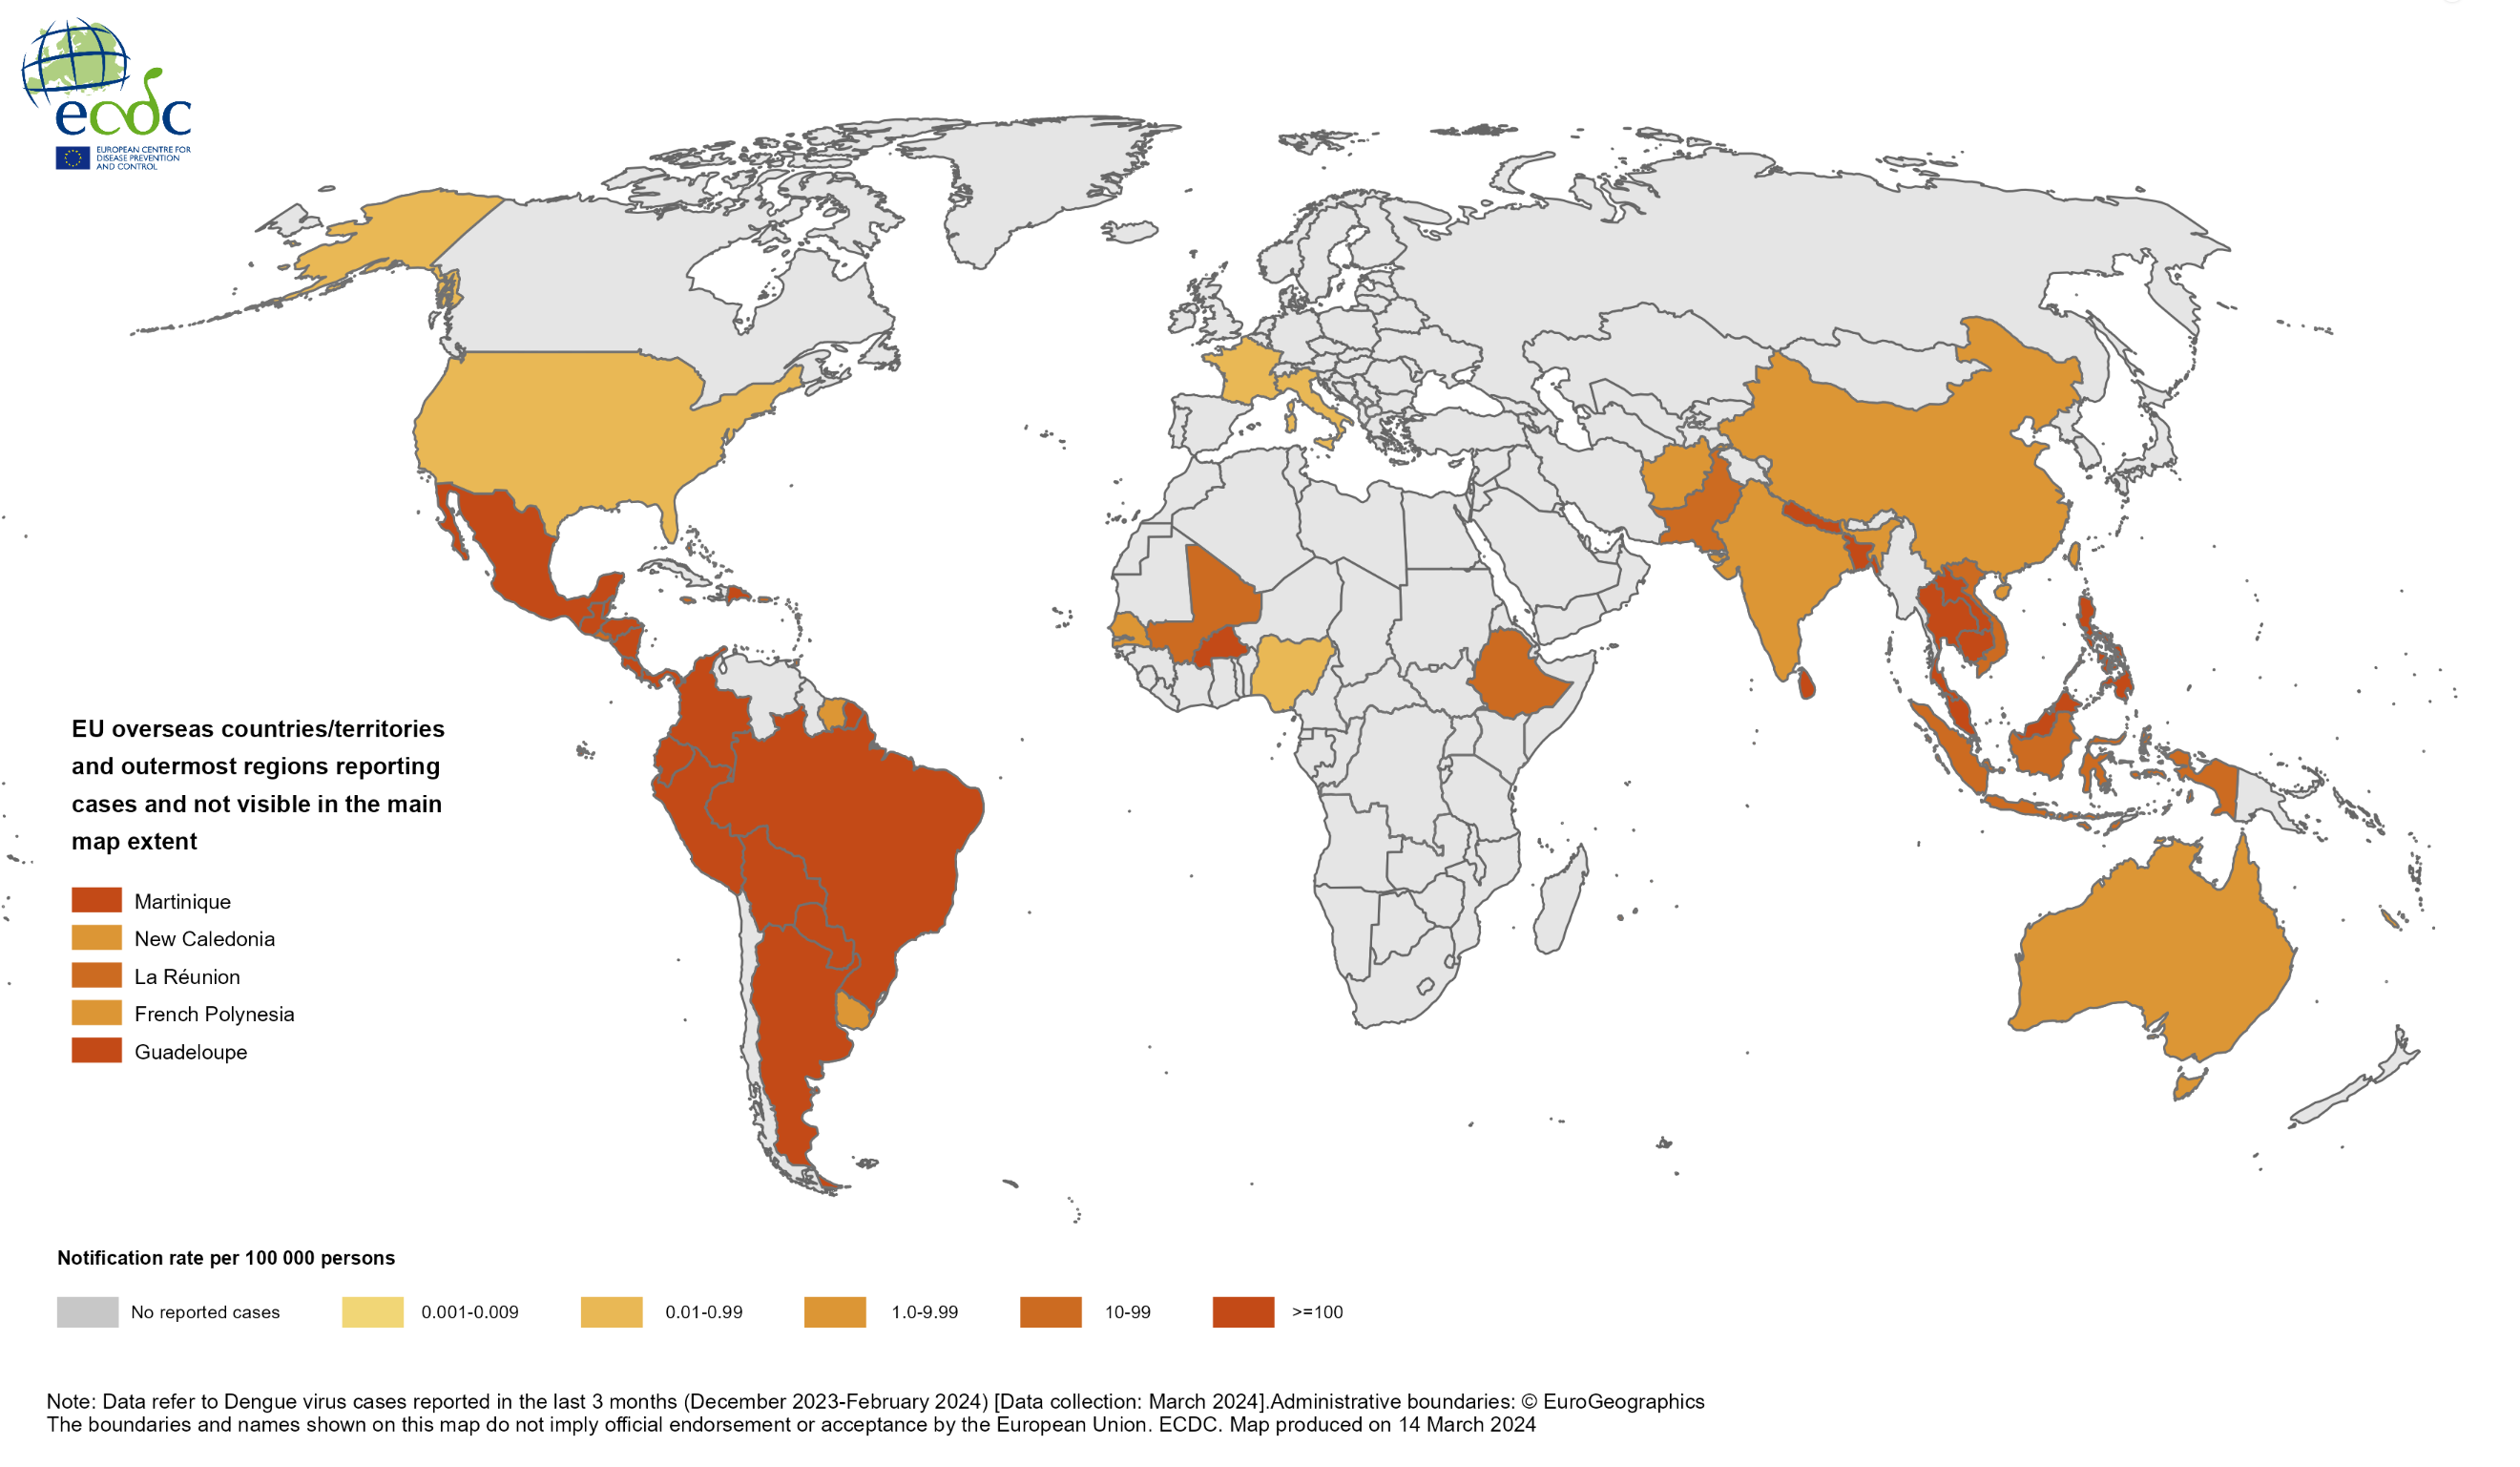 ecdc
EUROPEAN CENTRE FOR
DISEASE PREVENTION
AND CONTROL
EU overseas countries/territories
and outermost regions reporting
cases and not visible in the main
map extent
Martinique
New Caledonia
La Réunion
French Polynesia
Guadeloupe
Notification rate per 100 000 persons
No reported cases
0.001-0.009
0.01-0.99
1.0-9.99
10-99
>=100
Note: Data refer to Dengue virus cases reported in the last 3 months (December 2023-February 2024) [Data collection: March 2024].Administrative boundaries: © EuroGeographics
The boundaries and names shown on this map do not imply official endorsement or acceptance by the European Union. ECDC. Map produced on 14 March 2024